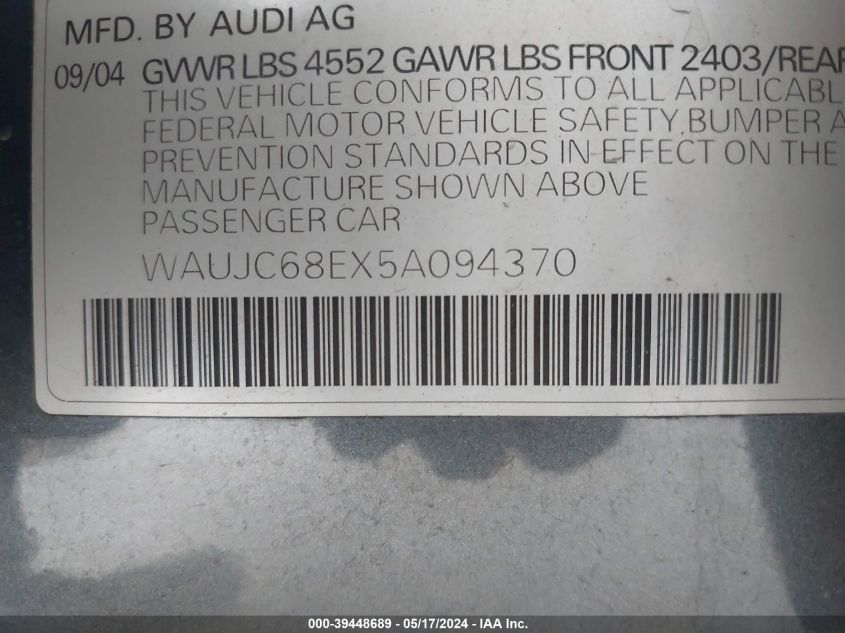 MFD. BY AUDI AG
09/04 GVWR LBS 4552 GAWR LBS FRONT 2403/REAR
THIS VEHICLE CONFORMS TO ALL APPLICABL
FEDERAL MOTOR VEHICLE SAFETY, BUMPER A
PREVENTION STANDARDS IN EFFECT ON THE
MANUFACTURE SHOWN ABOVE
PASSENGER CAR
WAUJC68EX5A094370
000-39448689 - 05/17/2024 - IAA Inc.